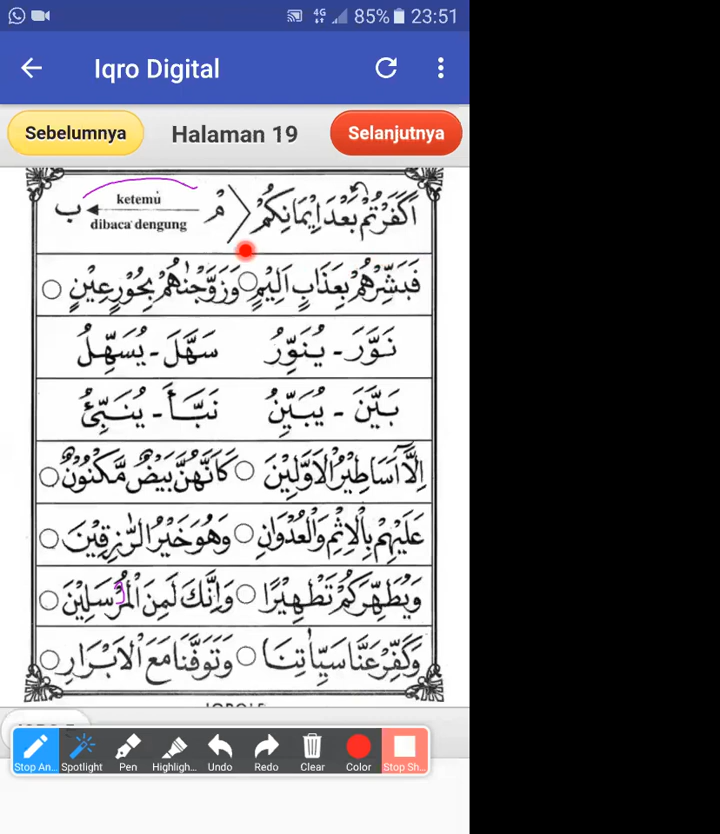 4G 85% 23:51
Iqro Digital
Sebelumnya Halaman 19 Selanjutnya
اَكَفَرْتُمْ بَعْدَ اِيْمَانِكُمْ مْ ketemu ب
dibaca dengung
فَبَشِّرْهُمْ بِعَذَابٍ اَلِيْمٍ ○ وَزَوَّجْنٰهُمْ بِحُوْرٍ عِيْنٍ ○
نَوَّرَ - يُنَوِّرُ سَهَّلَ - يُسَهِّلُ
بَيَّنَ - يُبَيِّنُ نَبَّأَ - يُنَبِّئُ
اِلَّآ اَسَاطِيْرُ الْاَوَّلِيْنَ ○ كَاَنَّهُنَّ بَيْضٌ مَّكْنُوْنٌ ○
عَلَيْهِمْ بِالْاِثْمِ وَالْعُدْوَانِ ○ وَهُوَ خَيْرُ الرّٰزِقِيْنَ ○
وَيُطَهِّرَكُمْ تَطْهِيْرًا ○ وَاِنَّكَ لَمِنَ الْمُرْسَلِيْنَ ○
وَكَفِّرْ عَنَّا سَيِّاٰتِنَا ○ وَتَوَفَّنَا مَعَ الْاَبْرَارِ ○
Stop An... Spotlight Pen Highligh... Undo Redo Clear Color Stop Sh...